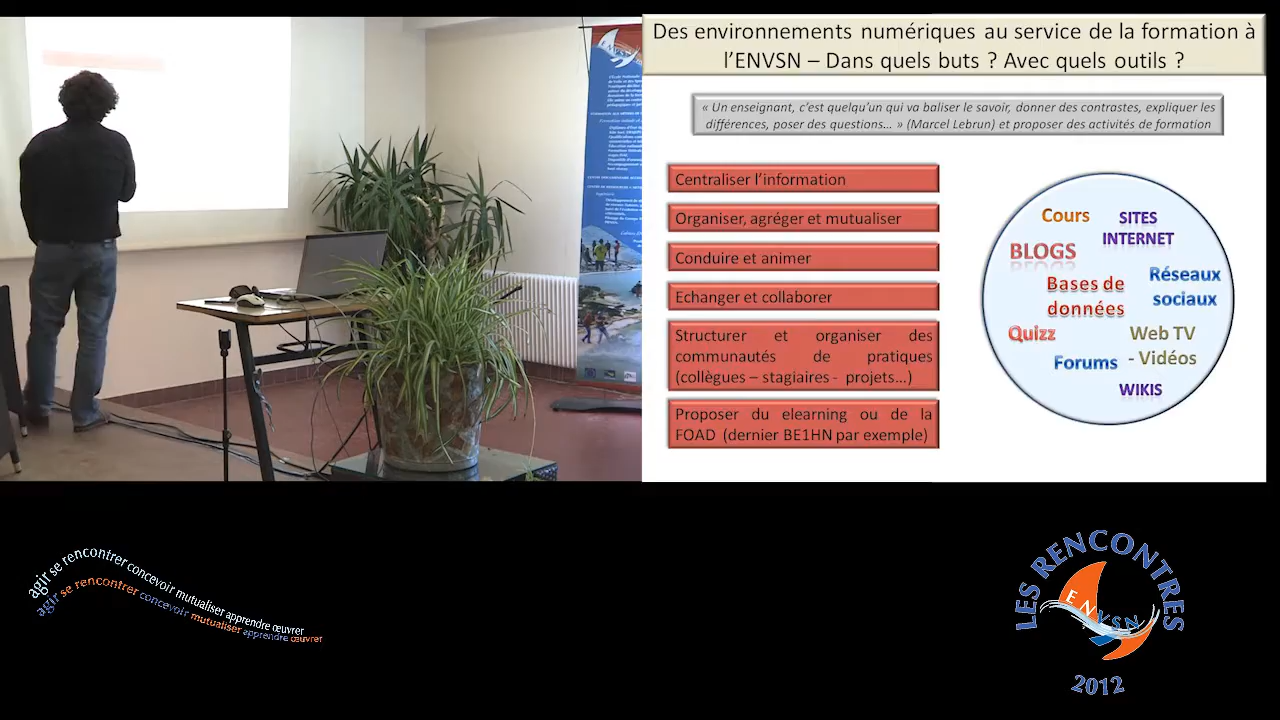 Des environnements numériques au service de la formation à
l'ENVSN – Dans quels buts ? Avec quels outils ?
« Un enseignant est quelqu'un qui va baliser le savoir, donner des contrastes, expliquer les
différences, poser des questions... » (Marcel Lebrun) et proposer des activités de formation
Centraliser l'information
Organiser, agréger et mutualiser
Conduire et animer
Echanger et collaborer
Structurer et organiser des
communautés de pratiques
(collègues – stagiaires - projets...)
Proposer du elearning ou de la
FOAD (dernier BE1HN par exemple)
Cours
SITES
INTERNET
BLOGS
Réseaux
sociaux
Bases de
données
Quizz
Web TV
- Vidéos
Forums
WIKIS
agir se rencontrer concevoir mutualiser apprendre œuvrer
agir se rencontrer concevoir mutualiser apprendre œuvrer
LES RENCONTRES
ENVSN
2012